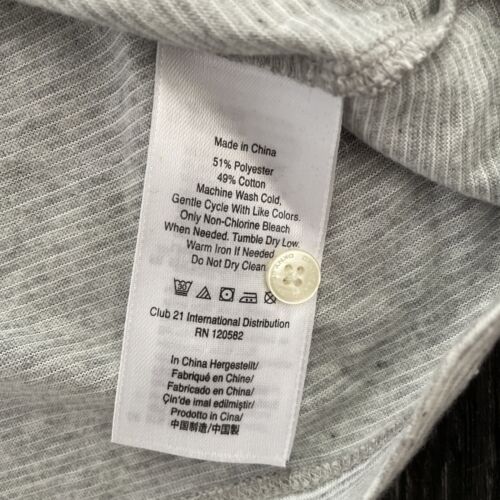 Made in China
51% Polyester
49% Cotton
Machine Wash Cold.
Gentle Cycle With Like Colors.
Only Non-Chlorine Bleach
When Needed. Tumble Dry Low.
Warm Iron If Needed
Do Not Dry Clean
Club 21 International Distribution
RN 120582
In China Hergestellt/
Fabriqué en Chine/
Fabricado en China/
Çin'de imal edilmiştir/
Prodotto in Cina/
中国制造/中国製